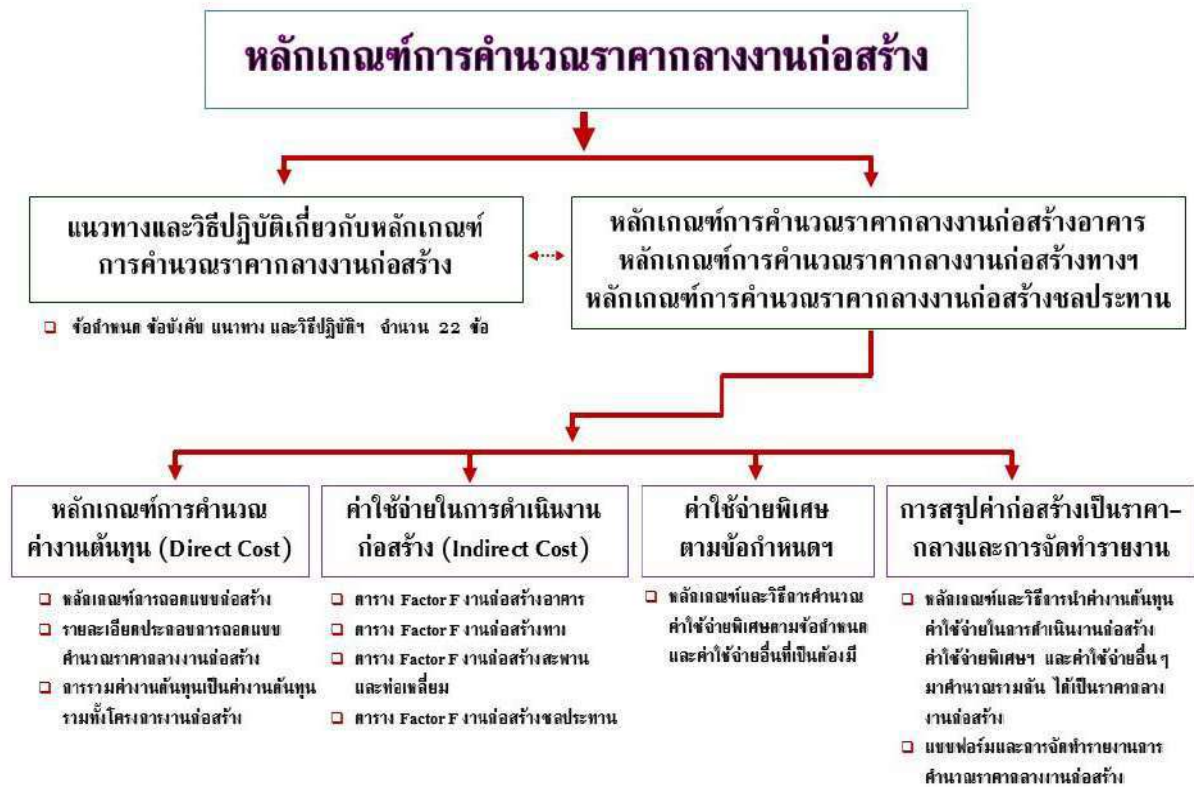 หลักเกณฑ์การคำนวณราคากลางงานก่อสร้าง
แนวทางและวิธีปฏิบัติเกี่ยวกับหลักเกณฑ์
การคำนวณราคากลางงานก่อสร้าง
❑ ข้อกำหนด ข้อบังคับ แนวทาง และวิธีปฏิบัติฯ จำนวน 22 ข้อ
หลักเกณฑ์การคำนวณราคากลางงานก่อสร้างอาคาร
หลักเกณฑ์การคำนวณราคากลางงานก่อสร้างทางฯ
หลักเกณฑ์การคำนวณราคากลางงานก่อสร้างชลประทาน
หลักเกณฑ์การคำนวณ
ค่างานต้นทุน (Direct Cost)
❑ หลักเกณฑ์การถอดแบบก่อสร้าง
❑ รายละเอียดประกอบการถอดแบบ
คำนวณราคากลางงานก่อสร้าง
❑ การรวมค่างานต้นทุนเป็นค่างานต้นทุน
รวมทั้งโครงการงานก่อสร้าง
ค่าใช้จ่ายในการดำเนินงาน
ก่อสร้าง (Indirect Cost)
❑ ตาราง Factor F งานก่อสร้างอาคาร
❑ ตาราง Factor F งานก่อสร้างทาง
❑ ตาราง Factor F งานก่อสร้างสะพาน
และท่อเหลี่ยม
❑ ตาราง Factor F งานก่อสร้างชลประทาน
ค่าใช้จ่ายพิเศษ
ตามข้อกำหนดฯ
❑ หลักเกณฑ์และวิธีการคำนวณ
ค่าใช้จ่ายพิเศษตามข้อกำหนด
และค่าใช้จ่ายอื่นที่เป็นต้องมี
การสรุปค่าก่อสร้างเป็นราคา–
กลางและการจัดทำรายงาน
❑ หลักเกณฑ์และวิธีการนำค่างานต้นทุน
ค่าใช้จ่ายในการดำเนินงานก่อสร้าง
ค่าใช้จ่ายพิเศษฯ และค่าใช้จ่ายอื่น ๆ
มาคำนวณรวมกัน ได้เป็นราคากลาง
งานก่อสร้าง
❑ แบบฟอร์มและการจัดทำรายงานการ
คำนวณราคากลางงานก่อสร้าง